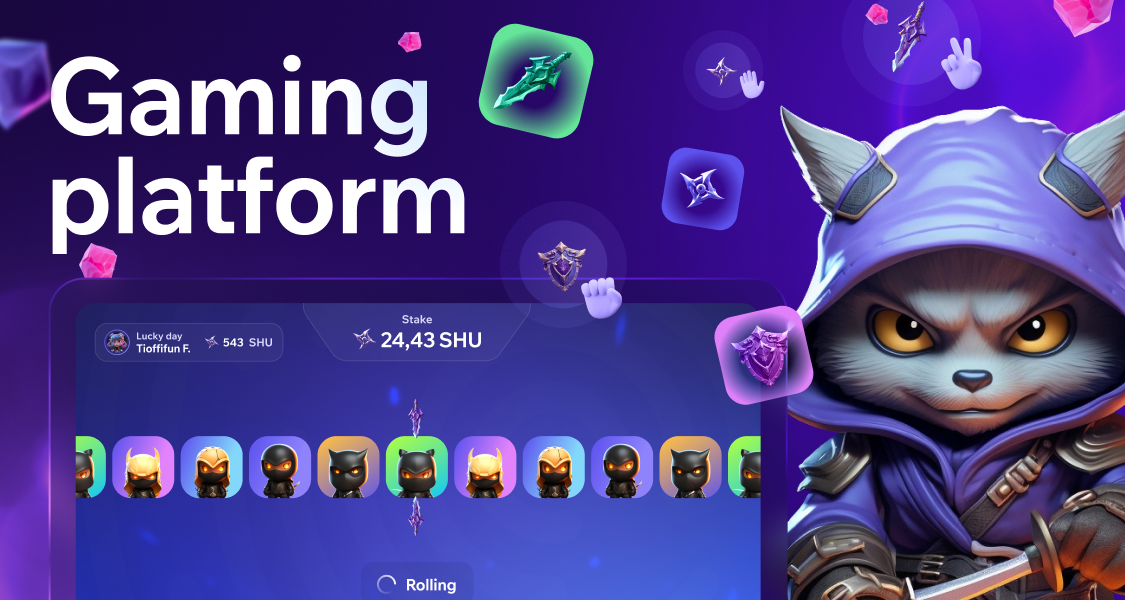 Gaming
platform
Stake
24,43 SHU
Lucky day
Tioffifun F.
543 SHU
Rolling